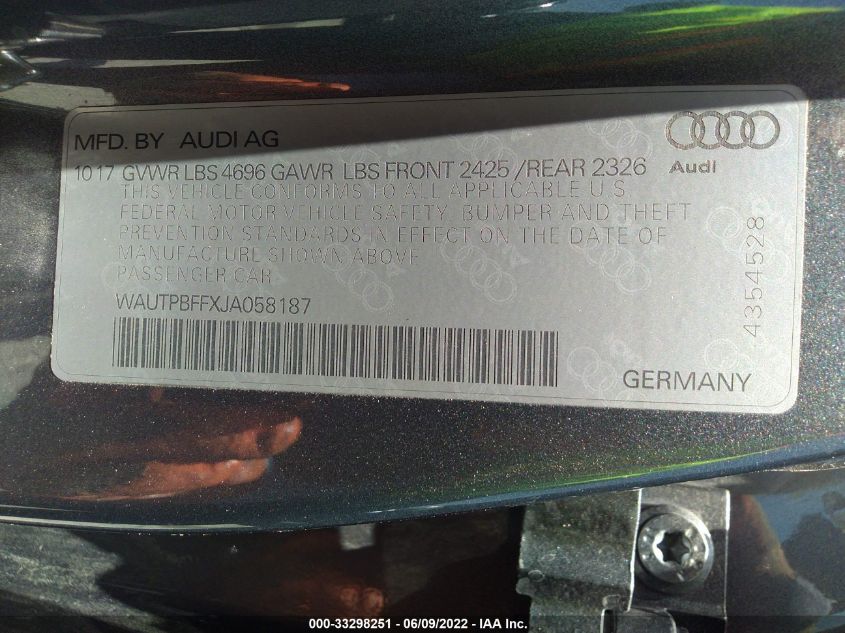 MFD. BY AUDI AG
10 17 GVWR LBS 4696 GAWR LBS FRONT 2425 / REAR 2326
Audi
THIS VEHICLE CONFORMS TO ALL APPLICABLE U.S.
FEDERAL MOTOR VEHICLE SAFETY, BUMPER AND THEFT
PREVENTION STANDARDS IN EFFECT ON THE DATE OF
MANUFACTURE SHOWN ABOVE
PASSENGER CAR
WAUTPBFFXJA058187
4354528
GERMANY
000-33298251 - 06/09/2022 - IAA Inc.